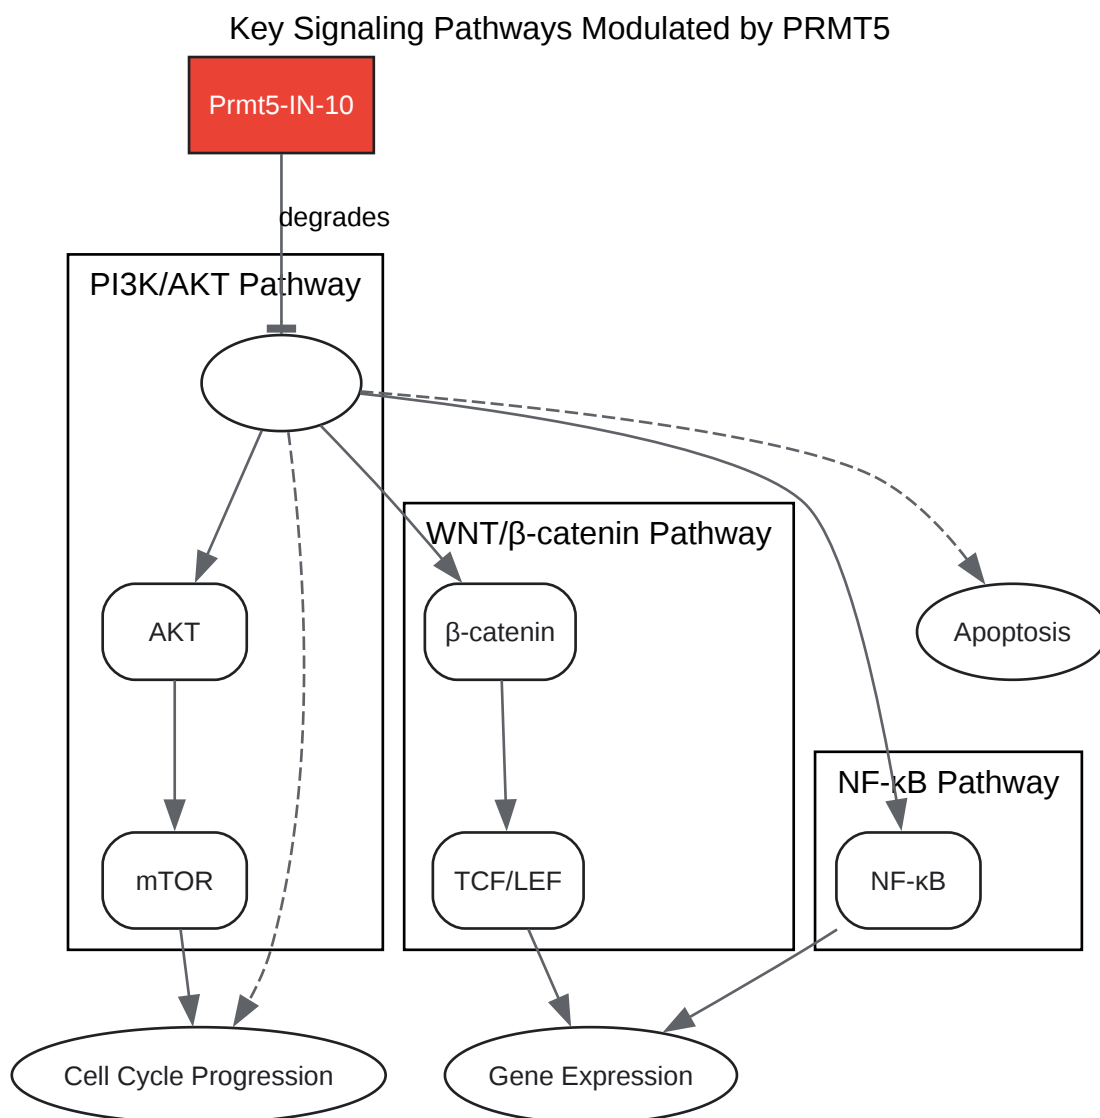 Key Signaling Pathways Modulated by PRMT5
Prmt5-IN-10
degrades
PI3K/AKT Pathway
WNT/β-catenin Pathway
AKT
β-catenin
Apoptosis
NF-κB Pathway
mTOR
TCF/LEF
NF-κB
Cell Cycle Progression
Gene Expression